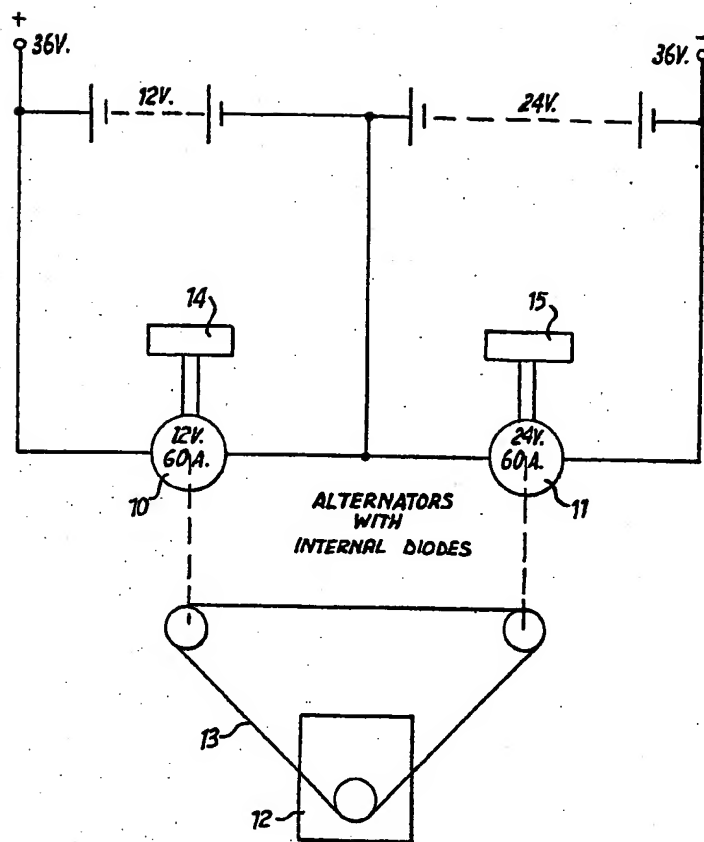 +
36V.
12V.
24V.
-
36V.
14
15
12V.
60A.
24V.
60A.
10
11
ALTERNATORS
WITH
INTERNAL DIODES
13
12